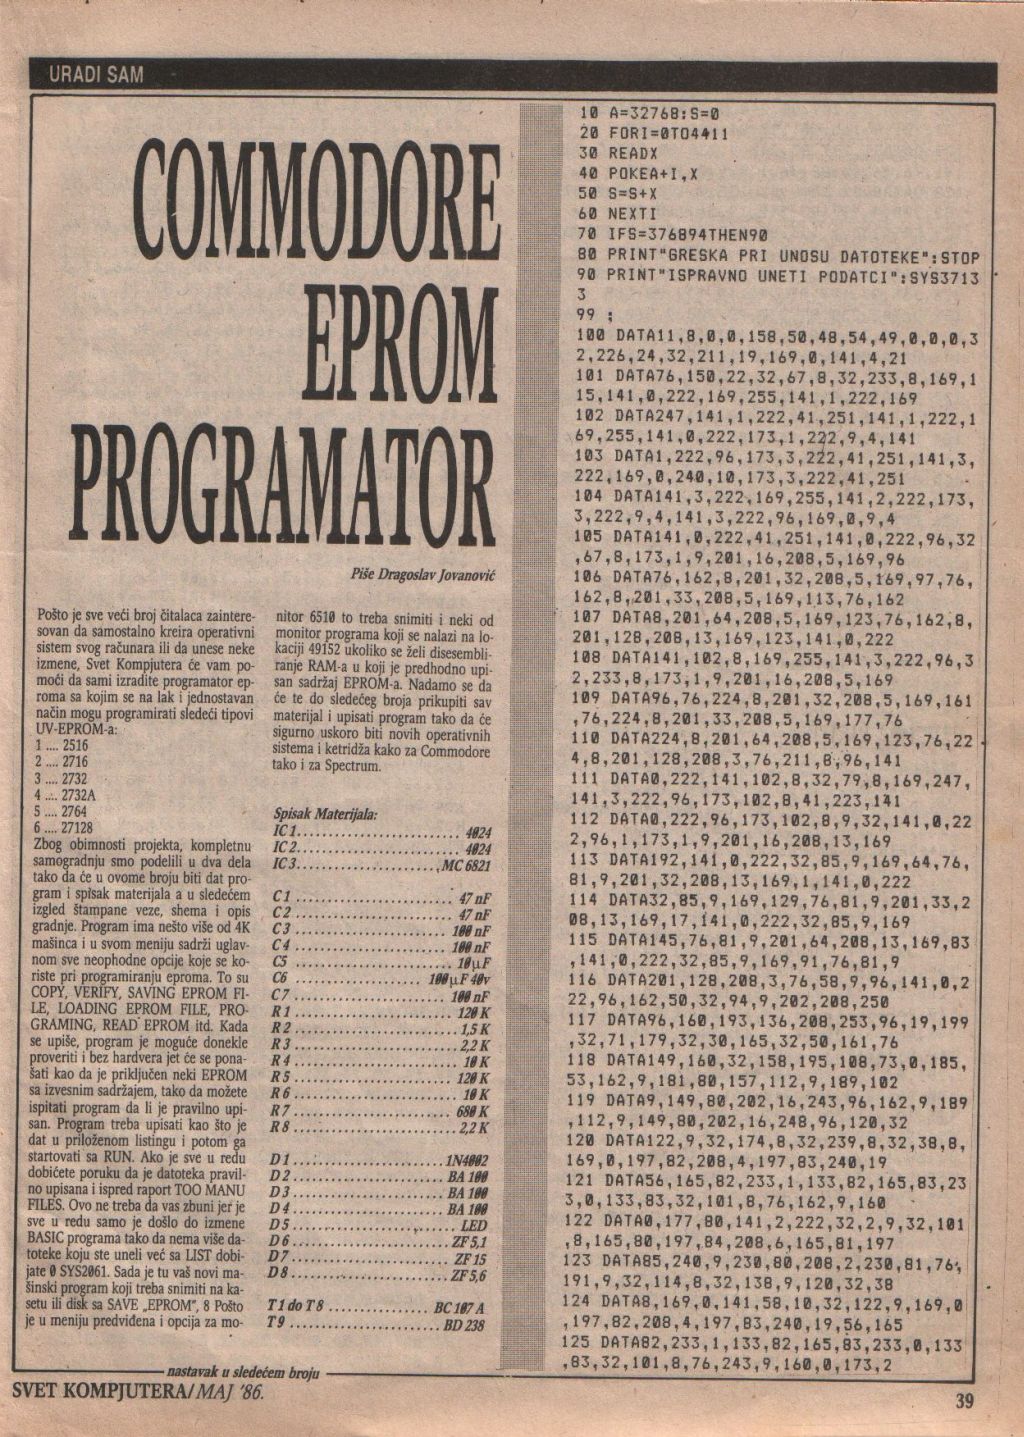 URADI SAM
COMMODORE
EPROM
PROGRAMATOR
Piše Dragoslav Jovanović
Pošto je sve veći broj čitalaca zaintere-
sovan da samostalno kreira operativni
sistem svog računara ili da unese neke
izmene, Svet Kompjutera će vam po-
moći da sami izradite programator ep-
roma sa kojim se na lak i jednostavan
način mogu programirati sledeći tipovi
UV-EPROM-a:
1 .... 2516
2 .... 2716
3 .... 2732
4 .... 2732A
5 .... 2764
6 .... 27128
Zbog obimnosti projekta, kompletnu
samogradnju smo podelili u dva dela
tako da će u ovome broju biti dat pro-
gram i spisak materijala a u sledećem
izgled štampane veze, shema i opis
gradnje. Program ima nešto više od 4K
mašinca i u svom meniju sadrži uglav-
nom sve neophodne opcije koje se ko-
riste pri programiranju eproma. To su
COPY, VERIFY, SAVING EPROM FI-
LE, LOADING EPROM FILE, PRO-
GRAMING, READ EPROM itd. Kada
se upiše, program je moguće donekle
proveriti i bez hardvera jet će se pona-
šati kao da je priključen neki EPROM
sa izvesnim sadržajem, tako da možete
ispitati program da li je pravilno upi-
san. Program treba upisati kao što je
dat u priloženom listingu i potom ga
startovati sa RUN. Ako je sve u redu
dobićete poruku da je datoteka pravil-
no upisana i ispred raport TOO MANU
FILES. Ovo ne treba da vas zbuni jer je
sve u redu samo je došlo do izmene
BASIC programa tako da nema više da-
toteke koju ste uneli već sa LIST dobi-
jate 0 SYS2061. Sada je tu vaš novi ma-
šinski program koji treba snimiti na ka-
setu ili disk sa SAVE „EPROM”, 8 Pošto
je u meniju predviđena i opcija za mo-
nitor 6510 to treba snimiti i neki od
monitor programa koji se nalazi na lo-
kaciji 49152 ukoliko se želi disesembli-
ranje RAM-a u koji je predhodno upi-
san sadržaj EPROM-a. Nadamo se da
će te do sledećeg broja prikupiti sav
materijal i upisati program tako da će
sigurno uskoro biti novih operativnih
sistema i ketridža kako za Commodore
tako i za Spectrum.
Spisak Materijala:
IC 1.......................... 4024
IC 2.......................... 4024
IC 3.......................MC 6821
C 1 .......................... 47 nF
C 2 .......................... 47 nF
C 3 .......................... 100 nF
C 4 .......................... 100 nF
C5 .......................... 10 µF
C6 ...................... 100 µF 40v
C 7 .......................... 100 nF
R 1 .......................... 120 K
R 2 .......................... 1,5 K
R 3 .......................... 2,2 K
R 4 .......................... 10 K
R 5 .......................... 120 K
R 6 .......................... 10 K
R 7 .......................... 680 K
R 8 .......................... 2,2 K
D 1 .......................... 1N4002
D 2 .......................... BA 100
D 3 .......................... BA 100
D 4 .......................... BA 100
D 5 .......................... LED
D 6 .......................... ZF 5,1
D 7 .......................... ZF 15
D 8 .......................... ZF 5,6
T 1 do T 8 ................ BC 107 A
T 9 .......................... BD 238
nastavak u sledećem broju
10 A=32768:S=0
20 FORI=0TO4411
30 READX
40 POKEA+I,X
50 S=S+X
60 NEXTI
70 IFS=376894THEN90
80 PRINT"GRESKA PRI UNOSU DATOTEKE":STOP
90 PRINT"ISPRAVNO UNETI PODATCI":SYS3713
3
99 ;
100 DATA11,8,0,0,158,50,48,54,49,0,0,0,3
2,226,24,32,211,19,169,0,141,4,21
101 DATA76,150,22,32,67,8,32,233,8,169,1
15,141,0,222,169,255,141,1,222,169
102 DATA247,141,1,222,41,251,141,1,222,1
69,255,141,0,222,173,1,222,9,4,141
103 DATA1,222,96,173,3,222,41,251,141,3,
222,169,0,240,10,173,3,222,41,251
104 DATA141,3,222,169,255,141,2,222,173,
3,222,9,4,141,3,222,96,169,0,9,4
105 DATA141,0,222,41,251,141,0,222,96,32
,67,8,173,1,9,201,16,208,5,169,96
106 DATA76,162,8,201,32,208,5,169,97,76,
162,8,201,33,208,5,169,113,76,162
107 DATA8,201,64,208,5,169,123,76,162,8,
201,128,208,13,169,123,141,0,222
108 DATA141,102,8,169,255,141,3,222,96,3
2,233,8,173,1,9,201,16,208,5,169
109 DATA96,76,224,8,201,32,208,5,169,161
,76,224,8,201,33,208,5,169,177,76
110 DATA224,8,201,64,208,5,169,123,76,22
4,8,201,128,208,3,76,211,8,96,141
111 DATA0,222,141,102,8,32,79,8,169,247,
141,3,222,96,173,102,8,41,223,141
112 DATA0,222,96,173,102,8,9,32,141,0,22
2,96,1,173,1,9,201,16,208,13,169
113 DATA192,141,0,222,32,85,9,169,64,76,
81,9,201,32,208,13,169,1,141,0,222
114 DATA32,85,9,169,129,76,81,9,201,33,2
08,13,169,17,141,0,222,32,85,9,169
115 DATA145,76,81,9,201,64,208,13,169,83
,141,0,222,32,85,9,169,91,76,81,9
116 DATA201,128,208,3,76,58,9,96,141,0,2
22,96,162,50,32,94,9,202,208,250
117 DATA96,160,193,136,208,253,96,19,199
,32,71,179,32,30,165,32,50,161,76
118 DATA149,160,32,158,195,108,73,0,185,
53,162,9,181,80,157,112,9,189,102
119 DATA9,149,80,202,16,243,96,162,9,189
,112,9,149,80,202,16,248,96,120,32
120 DATA122,9,32,174,8,32,239,8,32,38,8,
169,0,197,82,208,4,197,83,240,19
121 DATA56,165,82,233,1,133,82,165,83,23
3,0,133,83,32,101,8,76,162,9,160
122 DATA0,177,80,141,2,222,32,2,9,32,101
,8,165,80,197,84,208,6,165,81,197
123 DATA85,240,9,230,80,208,2,230,81,76,
191,9,32,114,8,32,138,9,120,32,38
124 DATA8,169,0,141,58,10,32,122,9,169,0
,197,82,208,4,197,83,240,19,56,165
125 DATA82,233,1,133,82,165,83,233,0,133
,83,32,101,8,76,243,9,160,0,173,2
SVET KOMPJUTERA/MAJ '86.
39